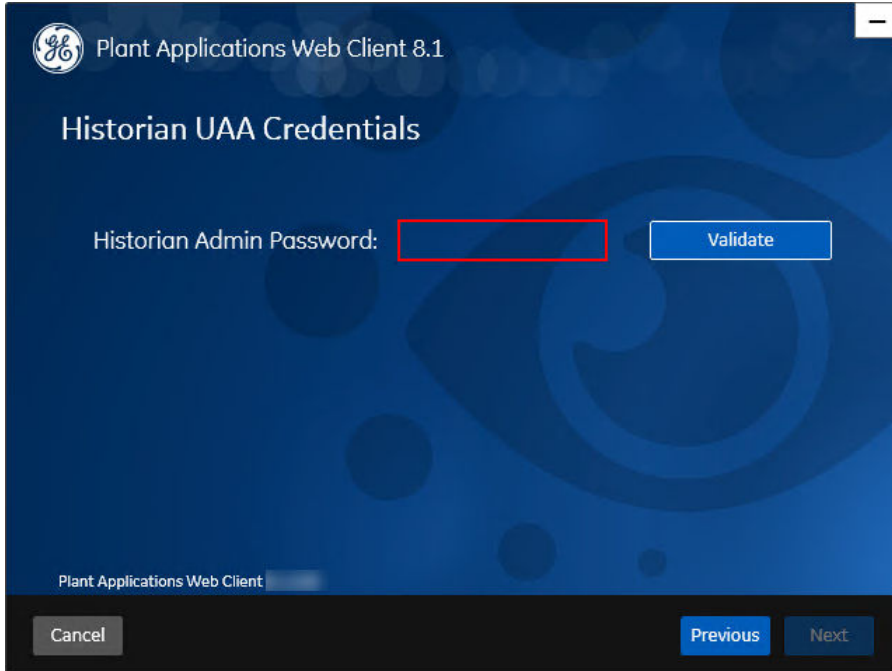 Plant Applications Web Client 8.1
Historian UAA Credentials
Historian Admin Password:
Validate
Plant Applications Web Client
Cancel
Previous
Next